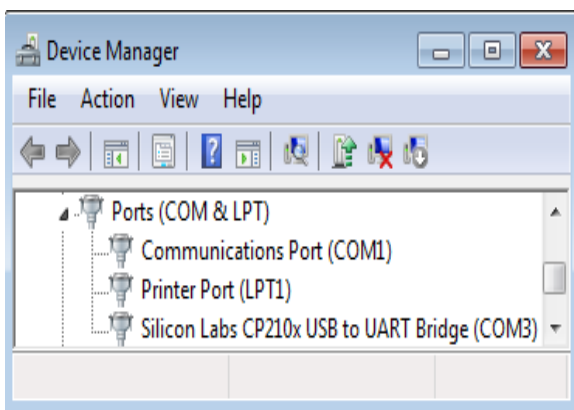 Device Manager
File Action View Help
Ports (COM & LPT)
Communications Port (COM1)
Printer Port (LPT1)
Silicon Labs CP210x USB to UART Bridge (COM3)